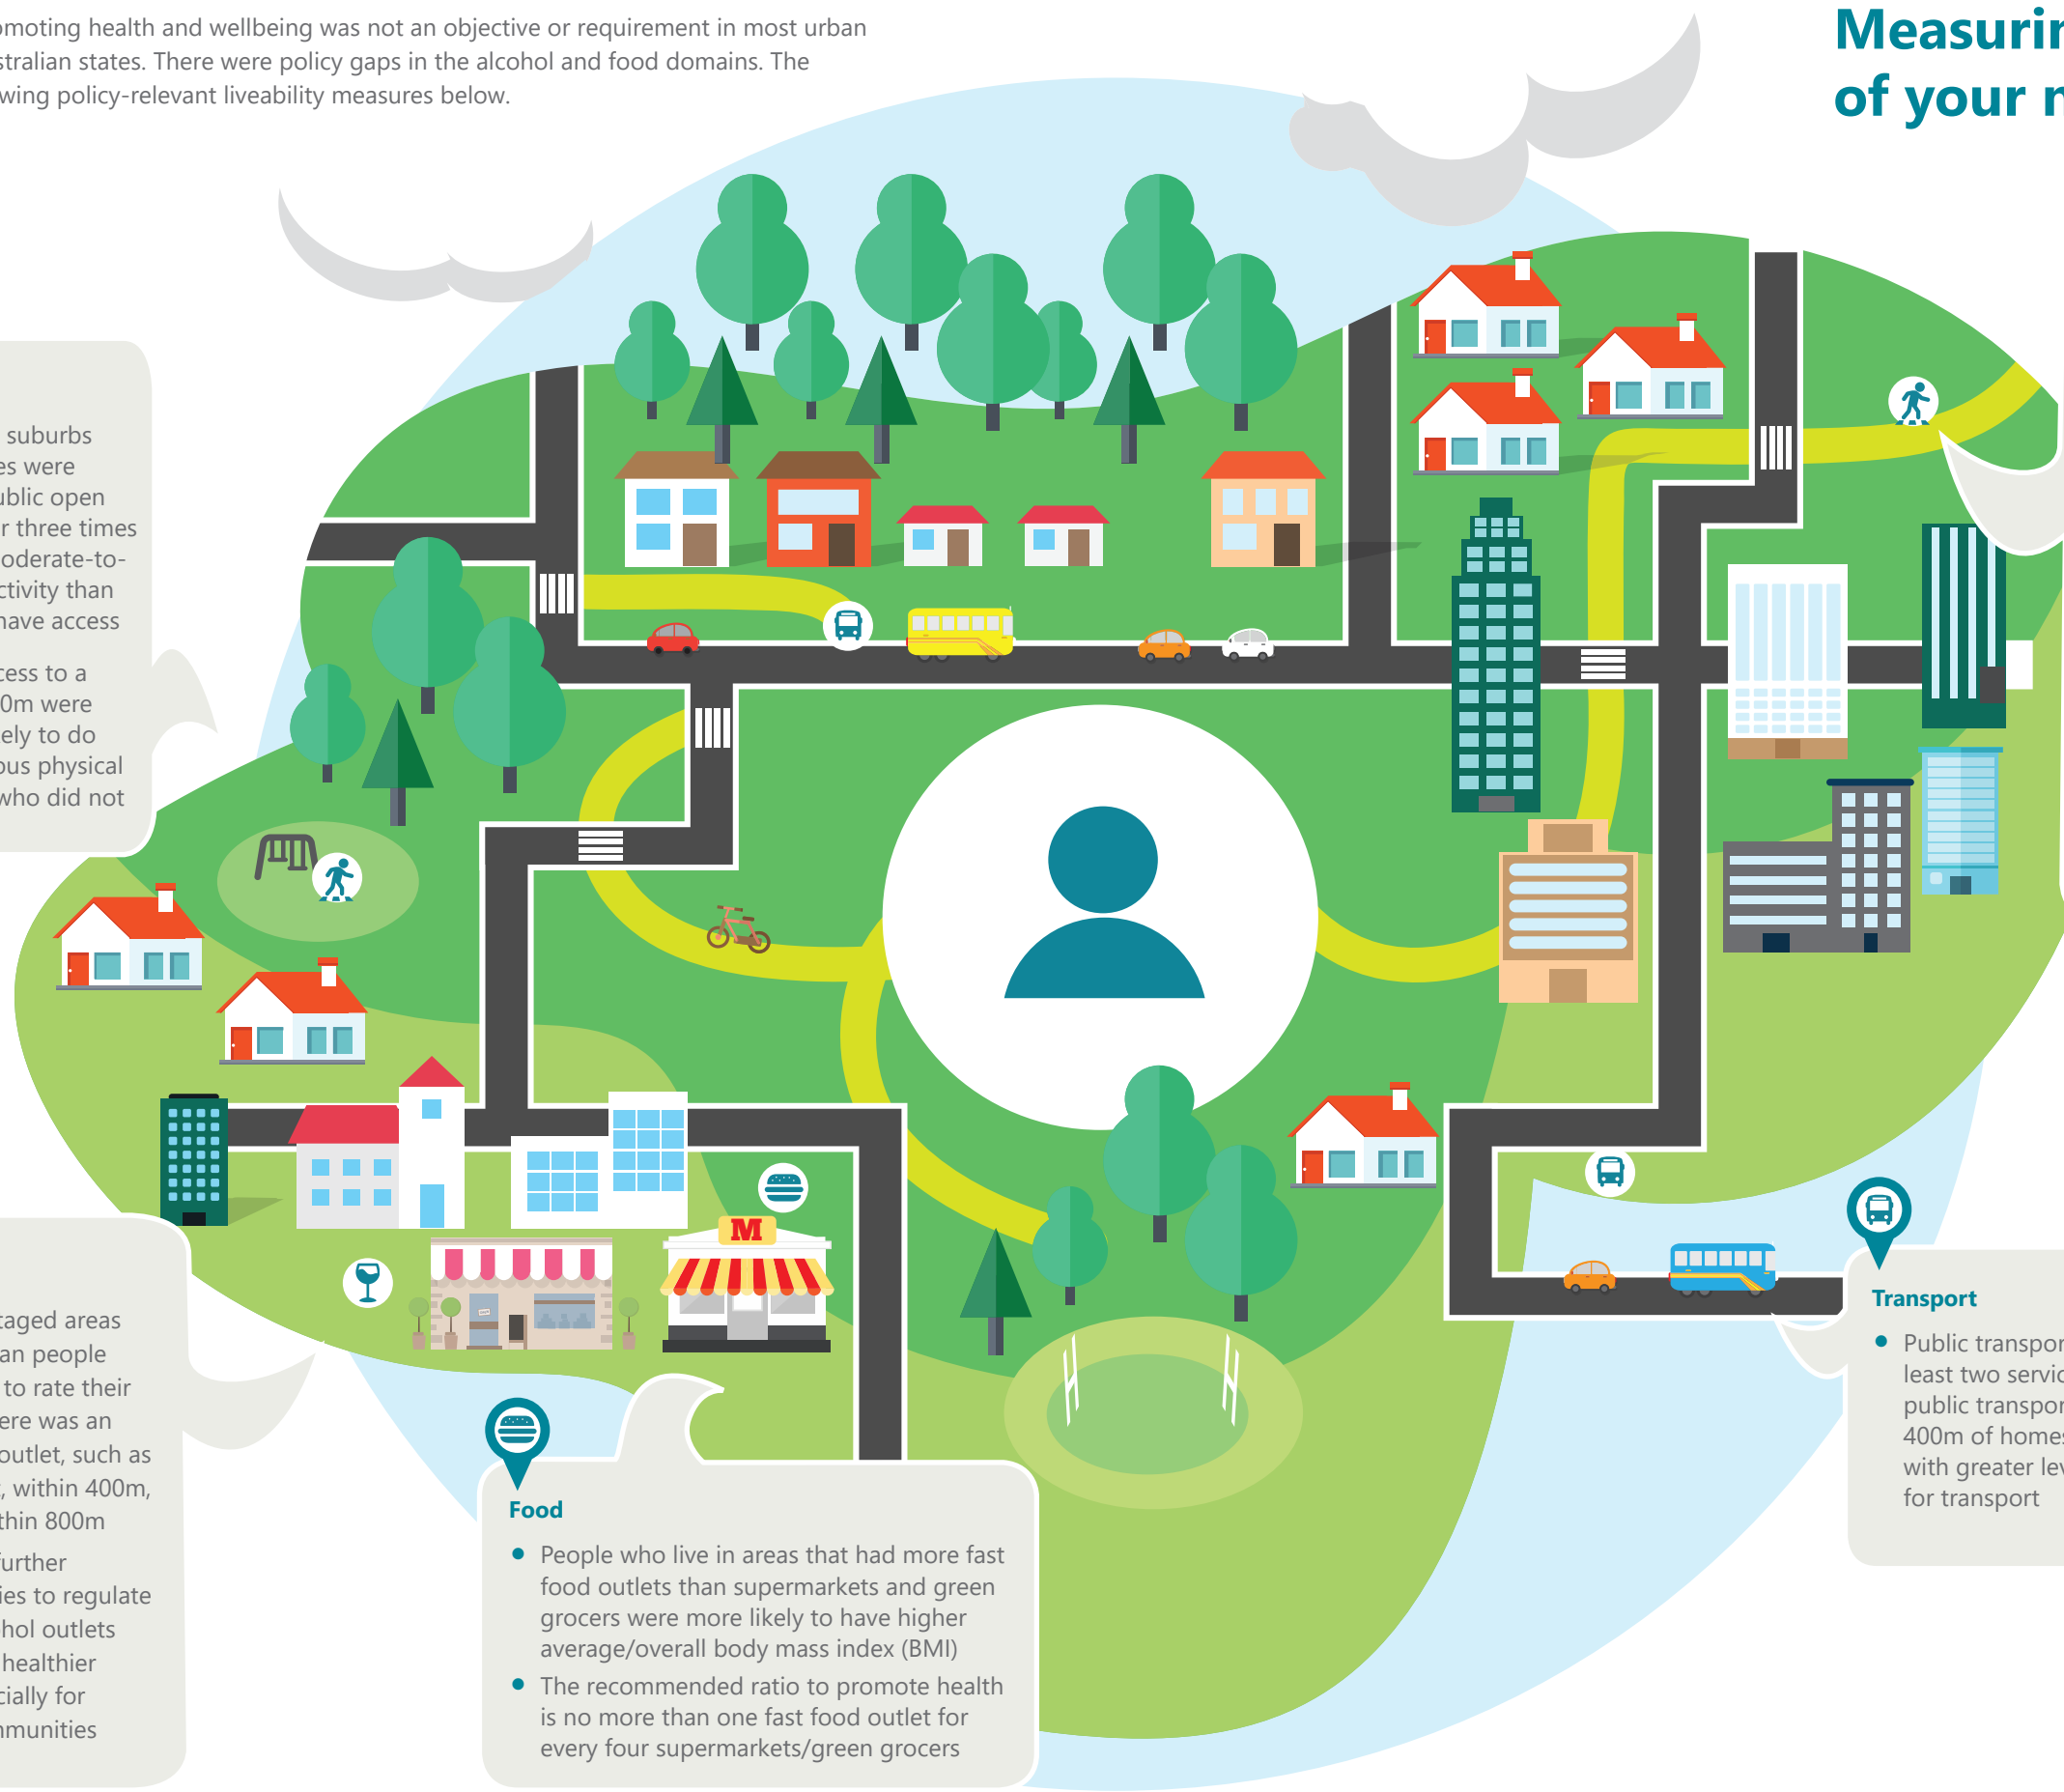 omoting health and wellbeing was not an objective or requirement in most urban
stralian states. There were policy gaps in the alcohol and food domains. The
wing policy-relevant liveability measures below.
Measurin
of your n
suburbs
es were
ublic open
r three times
oderate-to-
ctivity than
have access
cess to a
0m were
ely to do
ous physical
who did not
M
taged areas
an people
to rate their
ere was an
outlet, such as
, within 400m,
thin 800m
further
ies to regulate
hol outlets
healthier
cially for
mmunities
Food
• People who live in areas that had more fast
food outlets than supermarkets and green
grocers were more likely to have higher
average/overall body mass index (BMI)
• The recommended ratio to promote health
is no more than one fast food outlet for
every four supermarkets/green grocers
Transport
• Public transpor
least two servic
public transpor
400m of homes
with greater lev
for transport